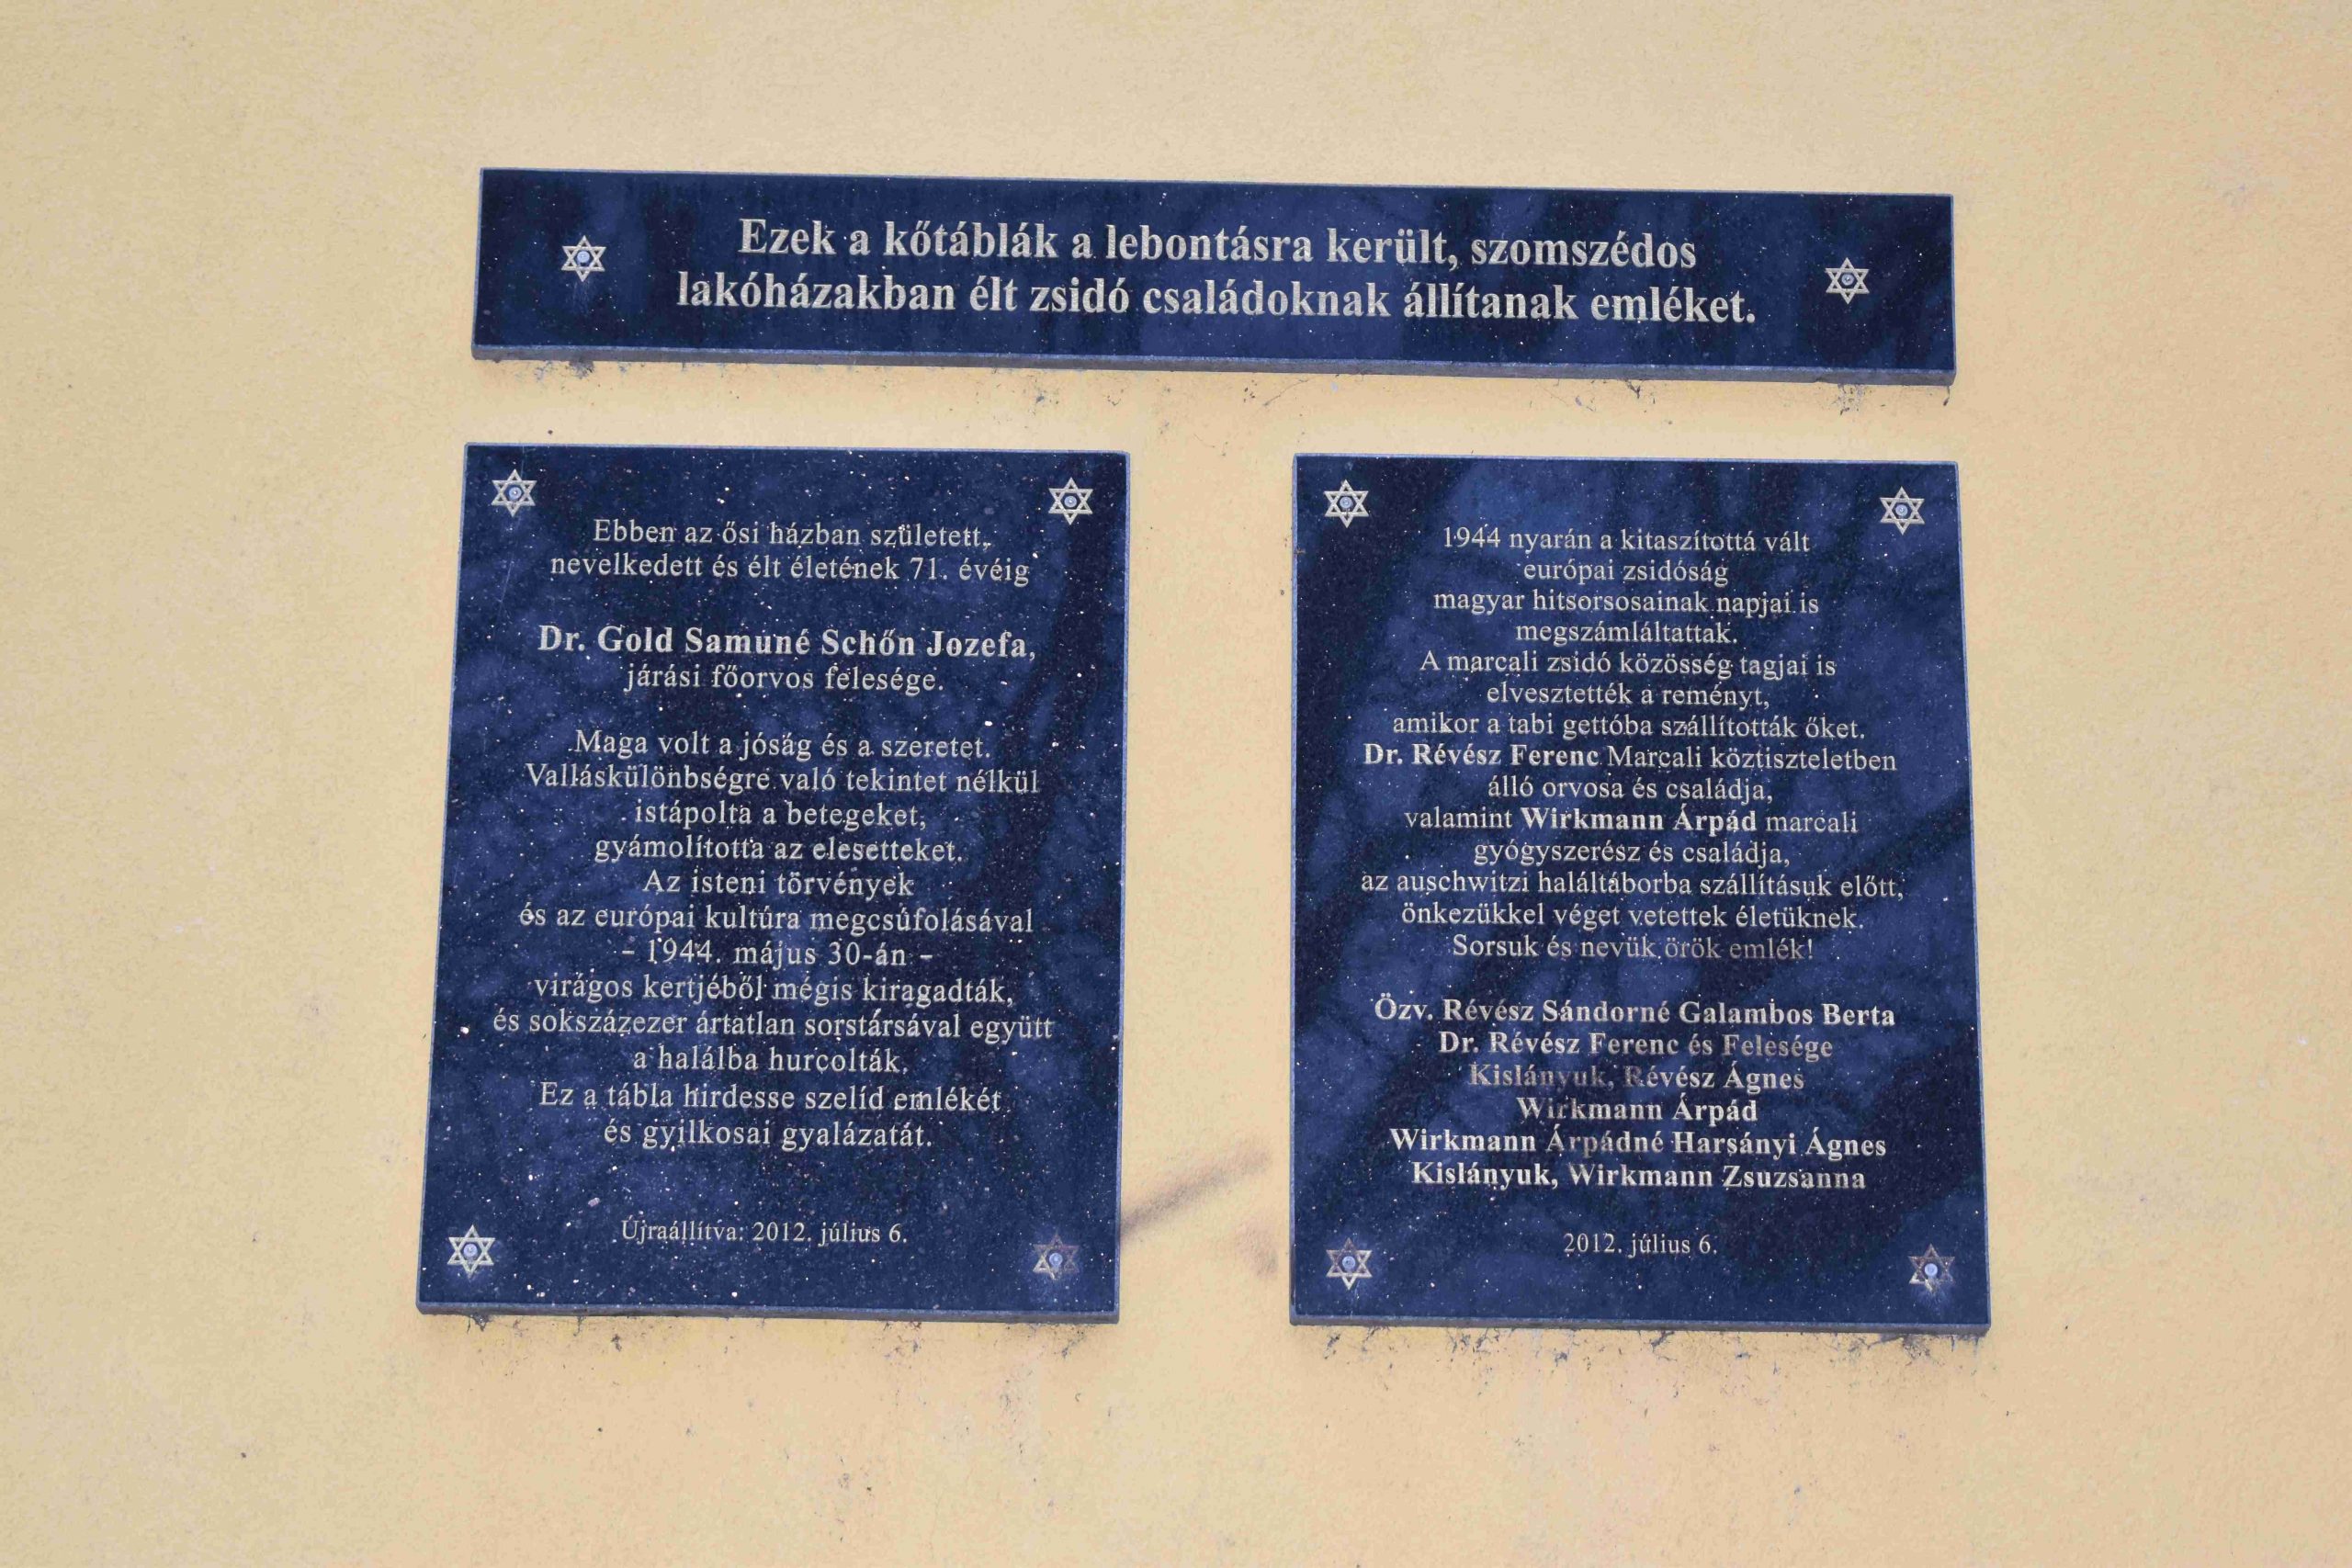 Ezek a kőtáblák a lebontásra került, szomszédos
lakóházakban élt zsidó családoknak állítanak emléket.
Ebben az ősi házban született,
nevelkedett és élt életének 71. évéig
Dr. Gold Samuné Schőn Jozefa,
járási főorvos felesége.
Maga volt a jóság és a szeretet.
Valláskülönbségre való tekintet nélkül
istápolta a betegeket,
gyámolította az elesetteket.
Az isteni törvények
és az európai kultúra megcsúfolásával
- 1944. május 30-án -
virágos kertjéből mégis kiragadták,
és sokszázezer ártatlan sorstársával együtt
a halálba hurcolták.
Ez a tábla hirdesse szelíd emlékét
és gyilkosai gyalázatát.
Újraállítva: 2012. július 6.
1944 nyarán a kitaszítottá vált
európai zsidóság
magyar hitsorsosainak napjai is
megszámláltattak.
A marcali zsidó közösség tagjai is
elvesztették a reményt,
amikor a tabi gettóba szállították őket.
Dr. Révész Ferenc Marcali köztiszteletben
álló orvosa és családja,
valamint Wirkmann Árpád marcali
gyógyszerész és családja,
az auschwitzi haláltáborba szállításuk előtt,
önkezükkel véget vetettek életüknek.
Sorsuk és nevük örök emlék!
Özv. Révész Sándorné Galambos Berta
Dr. Révész Ferenc és Felesége
Kislányuk, Révész Ágnes
Wirkmann Árpád
Wirkmann Árpádné Harsányi Ágnes
Kislányuk, Wirkmann Zsuzsanna
2012. július 6.